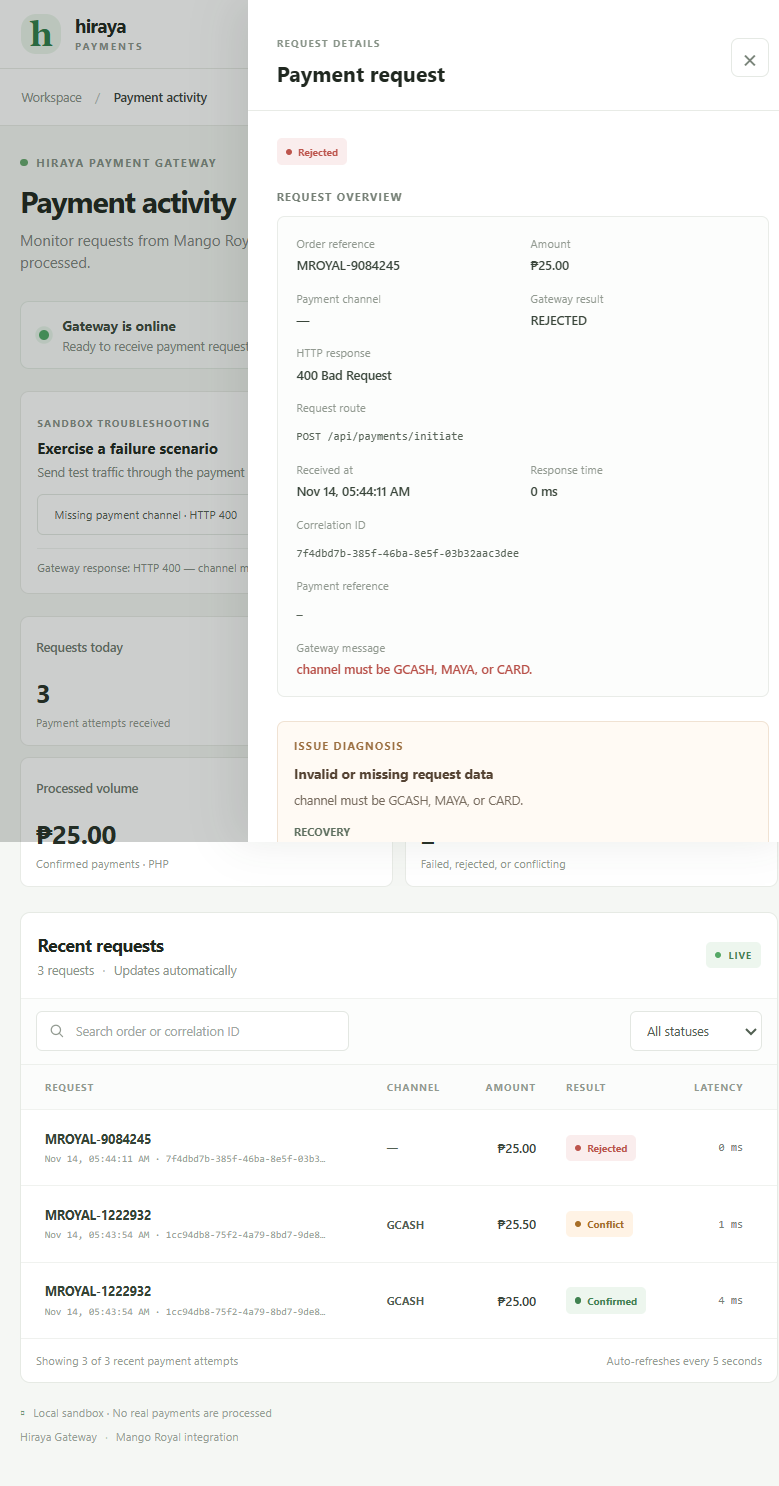 h hiraya
PAYMENTS
Workspace / Payment activity
HIRAYA PAYMENT GATEWAY
Payment activity
Monitor requests from Mango Roy
processed.
Gateway is online
Ready to receive payment request
SANDBOX TROUBLESHOOTING
Exercise a failure scenario
Send test traffic through the payment
Missing payment channel · HTTP 400
Gateway response: HTTP 400 — channel m
Requests today
3
Payment attempts received
Processed volume
₱25.00
Confirmed payments · PHP
Failed, rejected, or conflicting
REQUEST DETAILS
Payment request
×
Rejected
REQUEST OVERVIEW
Order reference Amount
MROYAL-9084245 ₱25.00
Payment channel Gateway result
— REJECTED
HTTP response
400 Bad Request
Request route
POST /api/payments/initiate
Received at Response time
Nov 14, 05:44:11 AM 0 ms
Correlation ID
7f4dbd7b-385f-46ba-8e5f-03b32aac3dee
Payment reference
–
Gateway message
channel must be GCASH, MAYA, or CARD.
ISSUE DIAGNOSIS
Invalid or missing request data
channel must be GCASH, MAYA, or CARD.
RECOVERY
Recent requests
3 requests · Updates automatically
LIVE
Search order or correlation ID All statuses
REQUEST CHANNEL AMOUNT RESULT LATENCY
MROYAL-9084245
Nov 14, 05:44:11 AM · 7f4dbd7b-385f-46ba-8e5f-03b3…
— ₱25.00 Rejected 0 ms
MROYAL-1222932
Nov 14, 05:43:54 AM · 1cc94db8-75f2-4a79-8bd7-9de8…
GCASH ₱25.50 Conflict 1 ms
MROYAL-1222932
Nov 14, 05:43:54 AM · 1cc94db8-75f2-4a79-8bd7-9de8…
GCASH ₱25.00 Confirmed 4 ms
Showing 3 of 3 recent payment attempts Auto-refreshes every 5 seconds
Local sandbox · No real payments are processed
Hiraya Gateway · Mango Royal integration